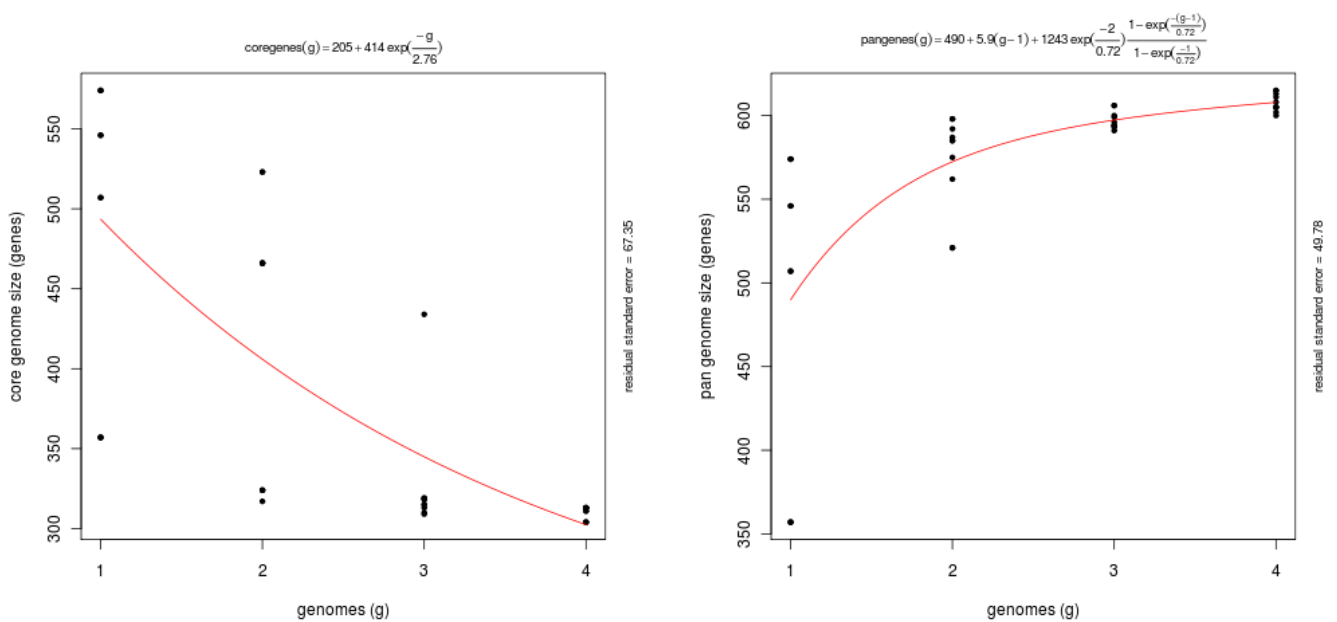 coregenes(g) = 205 + 414 exp(−g/2.76)
core genome size (genes)
550
500
450
400
350
300
1 2 3 4
genomes (g)
residual standard error = 67.35
pangenes(g) = 490 + 5.9(g−1) + 1243 exp(−2/0.72) (1−exp(−(g−1)/0.72))/(1−exp(−1/0.72))
pan genome size (genes)
600
550
500
450
400
350
1 2 3 4
genomes (g)
residual standard error = 49.78